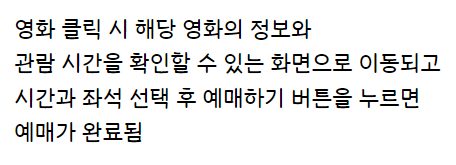 영화 클릭 시 해당 영화의 정보와
관람 시간을 확인할 수 있는 화면으로 이동되고
시간과 좌석 선택 후 예매하기 버튼을 누르면
예매가 완료됨